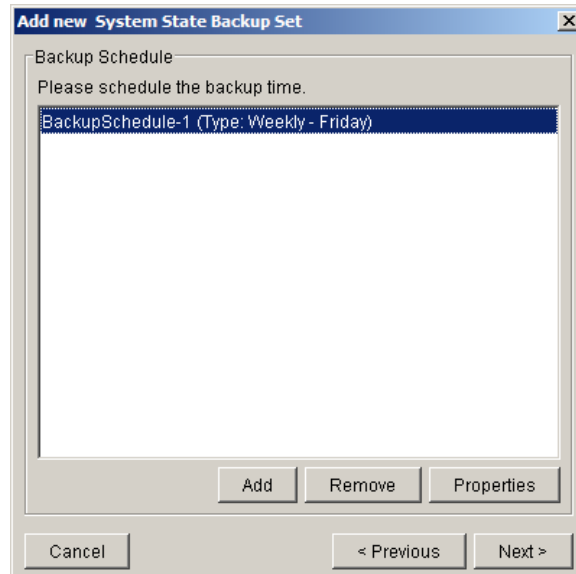 Add new System State Backup Set
Backup Schedule
Please schedule the backup time.
BackupSchedule-1 (Type: Weekly - Friday)
Add Remove Properties
Cancel < Previous Next >